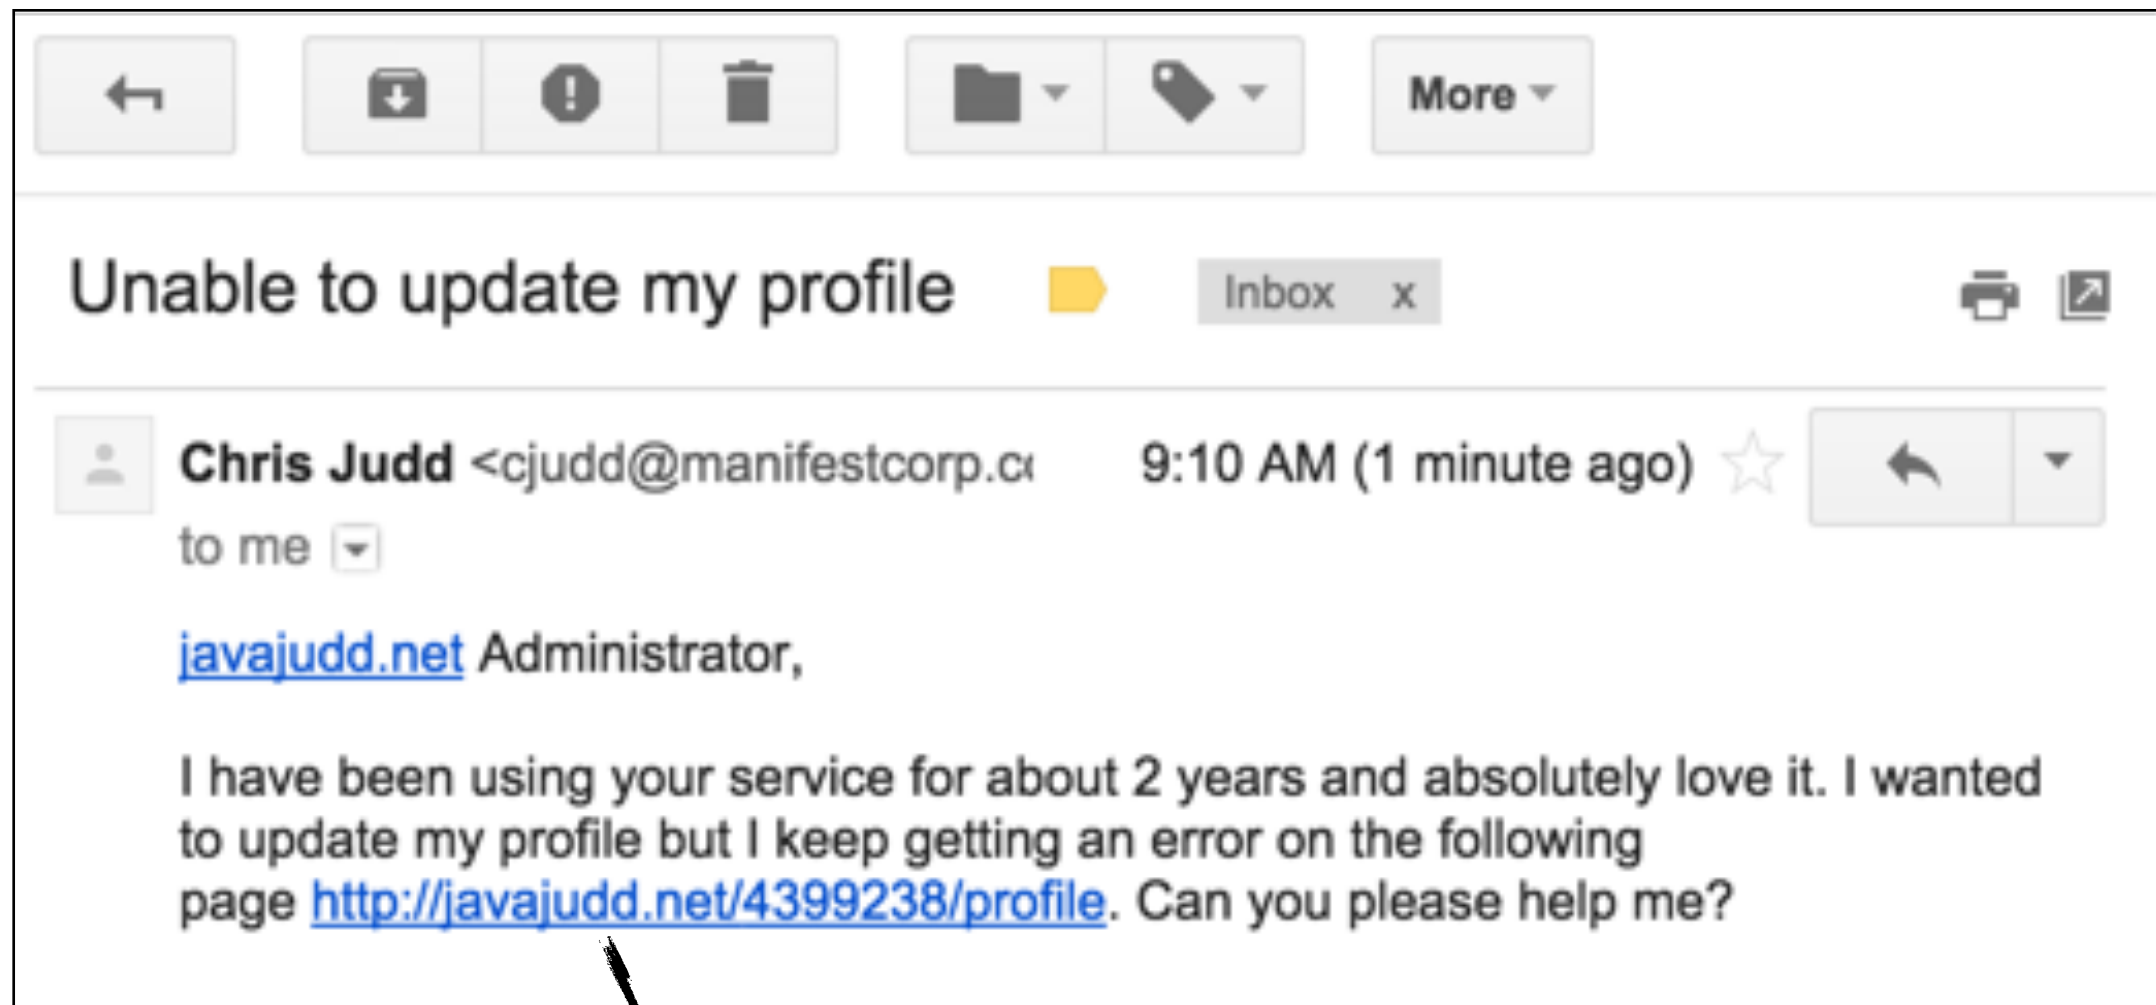 More
Unable to update my profile Inbox x
Chris Judd <cjudd@manifestcorp.c 9:10 AM (1 minute ago)
to me
javajudd.net Administrator,
I have been using your service for about 2 years and absolutely love it. I wanted
to update my profile but I keep getting an error on the following
page http://javajudd.net/4399238/profile. Can you please help me?